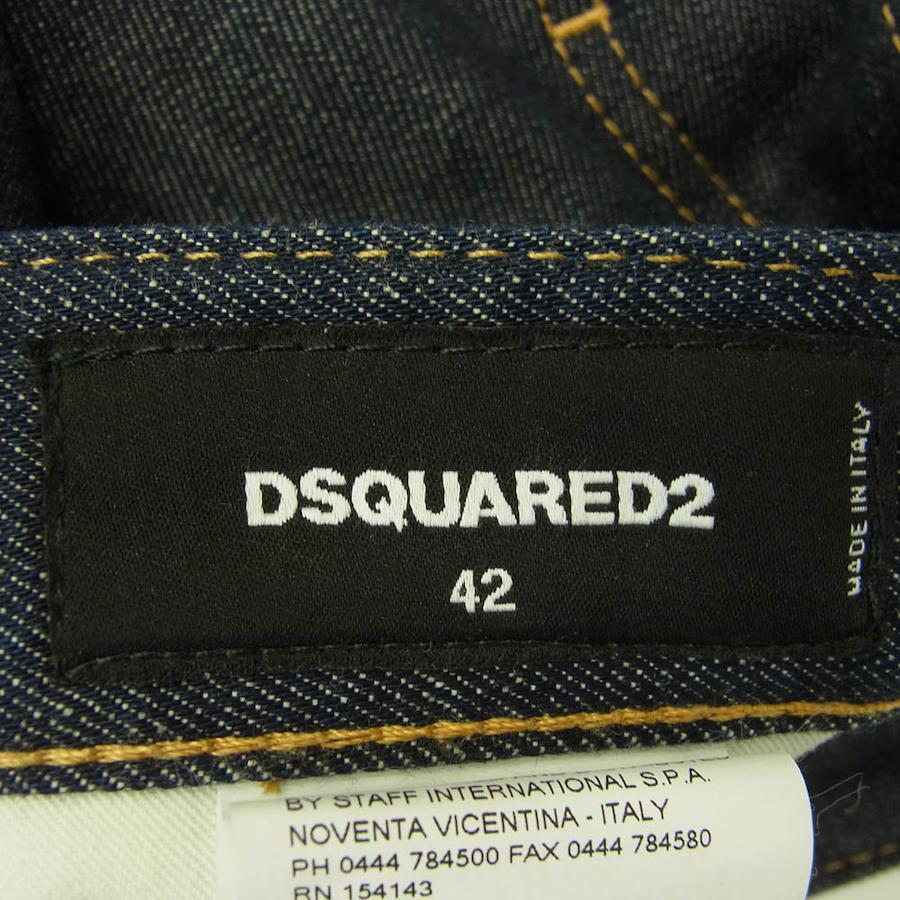 DSQUARED2
42
MADE IN ITALY
BY STAFF INTERNATIONAL S.P.A.
NOVENTA VICENTINA - ITALY
PH 0444 784500 FAX 0444 784580
RN 154143